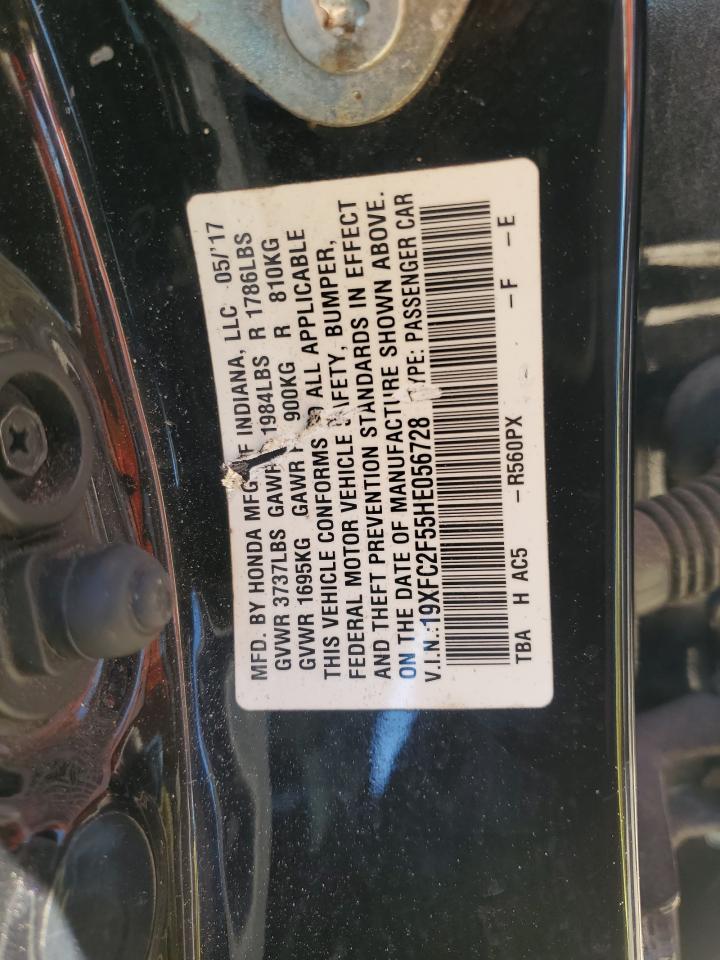 MFD. BY HONDA MFG. OF INDIANA, LLC 05/'17
GVWR 3737LBS GAWR 1984LBS R 1786LBS
GVWR 1695KG GAWR F 900KG R 810KG
THIS VEHICLE CONFORMS ALL APPLICABLE
FEDERAL MOTOR VEHICLE SAFETY, BUMPER,
AND THEFT PREVENTION STANDARDS IN EFFECT
ON THE DATE OF MANUFACTURE SHOWN ABOVE.
V.I.N.:19XFC2F55HE056728 TYPE: PASSENGER CAR
TBA H AC5 -R560PX -F -E